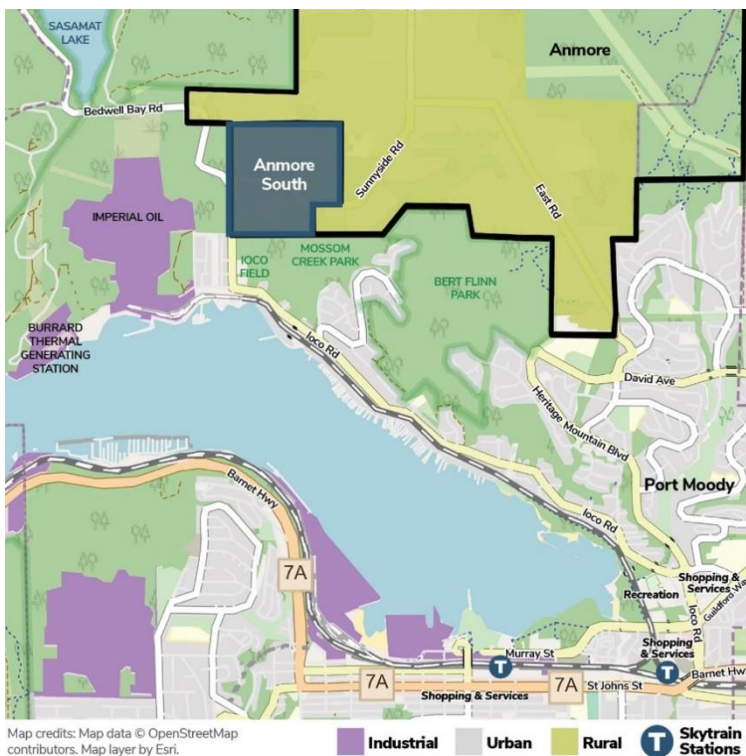 SASAMAT
LAKE
Anmore
Bedwell Bay Rd
Anmore
South
Sunnyside Rd
East Rd
IMPERIAL OIL
IOCO
FIELD
MOSSOM
CREEK PARK
BERT FLINN
PARK
BURRARD
THERMAL
GENERATING
STATION
Ioco Rd
David Ave
Heritage Mountain Blvd
Port Moody
Barnet Hwy
Ioco Rd
Shopping &
Services
Recreation
Guildford Way
Ioco Rd
7A
Shopping
& Services
Murray St
T
T
Barnet Hwy
7A
7A
St Johns St
Shopping & Services
Map credits: Map data © OpenStreetMap
contributors. Map layer by Esri.
Industrial
Urban
Rural
T
Skytrain
Stations